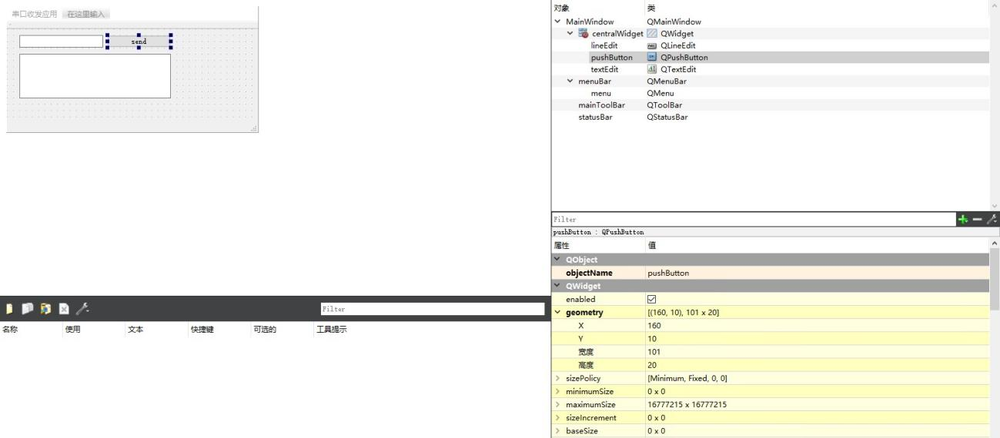 串口收发应用 在这里输入
send
Filter
名称 使用 文本 快捷键 可选的 工具提示
对象 类
MainWindow QMainWindow
centralWidget QWidget
lineEdit QLineEdit
pushButton QPushButton
textEdit QTextEdit
menuBar QMenuBar
menu QMenu
mainToolBar QToolBar
statusBar QStatusBar
Filter
pushButton : QPushButton
属性 值
QObject
objectName pushButton
QWidget
enabled
geometry [(160, 10), 101 x 20]
X 160
Y 10
宽度 101
高度 20
sizePolicy [Minimum, Fixed, 0, 0]
minimumSize 0 x 0
maximumSize 16777215 x 16777215
sizeIncrement 0 x 0
baseSize 0 x 0